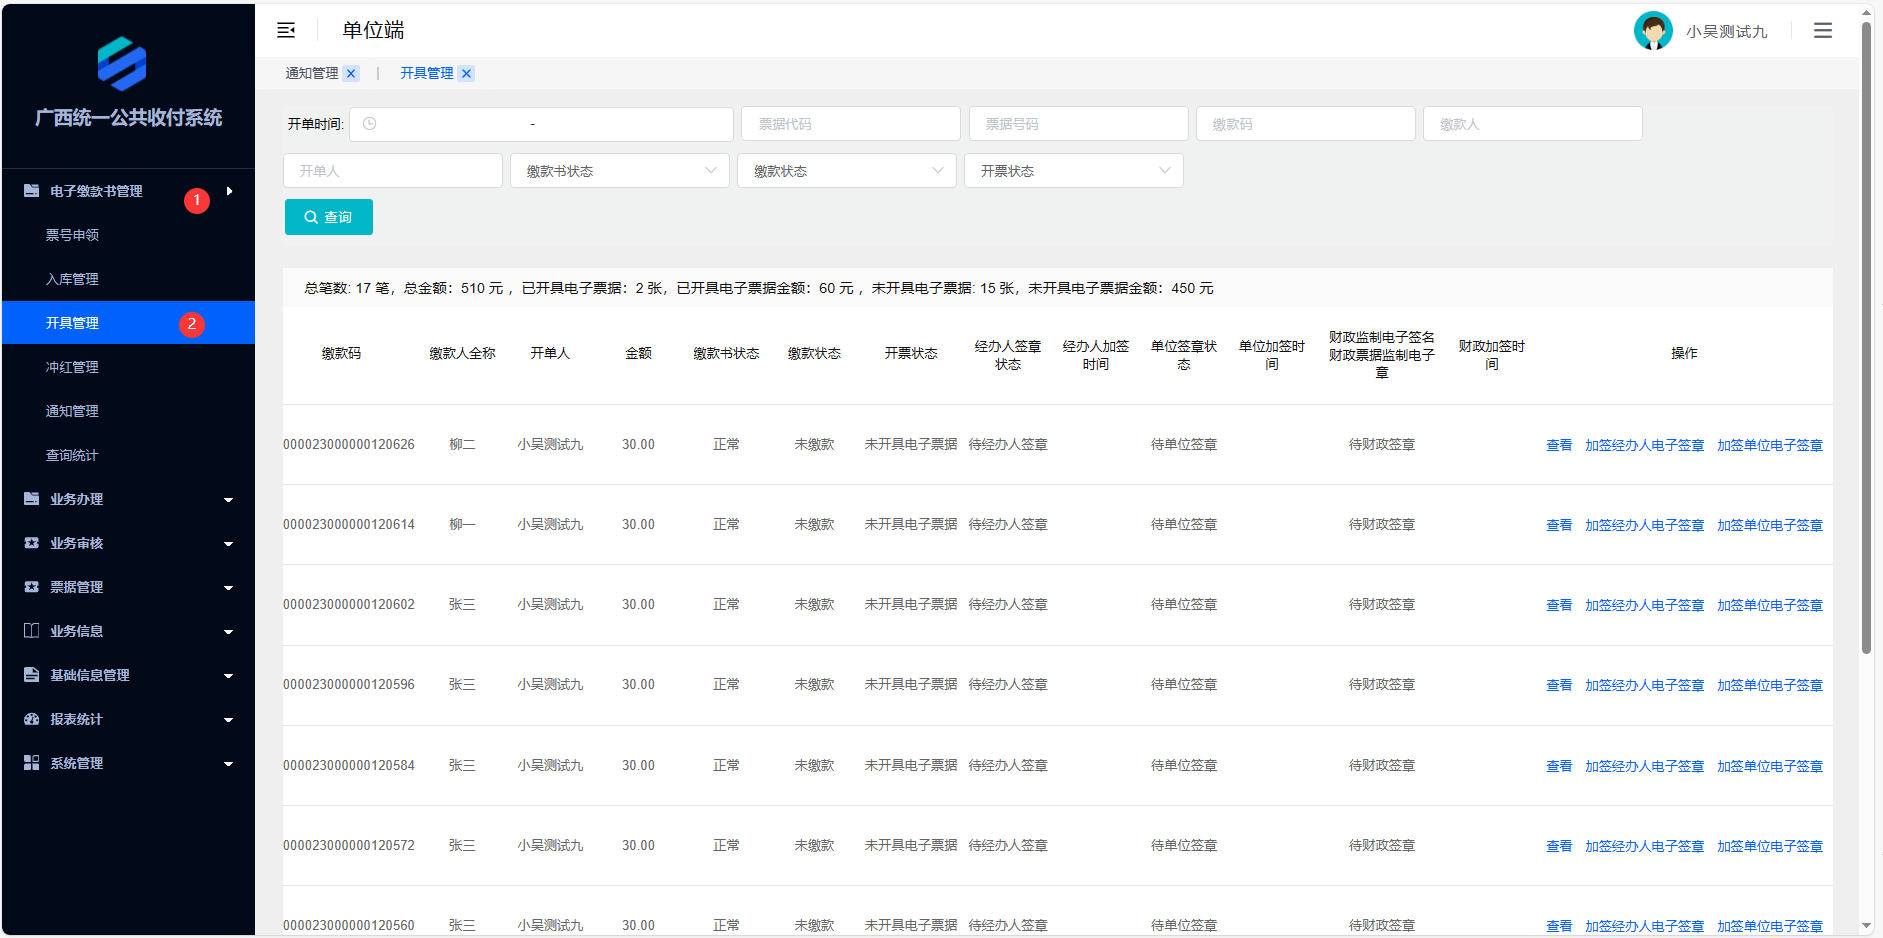 单位端
小吴测试九
广西统一公共收付系统
电子缴款书管理 1
票号申领
入库管理
开具管理 2
冲红管理
通知管理
查询统计
业务办理
业务审核
票据管理
业务信息
基础信息管理
报表统计
系统管理
通知管理 | 开具管理
开单时间: - 票据代码 票据号码 缴款码 缴款人
开单人 缴款书状态 缴款状态 开票状态
查询
总笔数: 17 笔，总金额：510 元 ，已开具电子票据：2 张，已开具电子票据金额：60 元 ，未开具电子票据: 15 张，未开具电子票据金额：450 元
缴款码 缴款人全称 开单人 金额 缴款书状态 缴款状态 开票状态 经办人签章状态 经办人加签时间 单位签章状态 单位加签时间 财政监制电子签名财政票据监制电子章 财政加签时间 操作
000023000000120626 柳二 小吴测试九 30.00 正常 未缴款 未开具电子票据 待经办人签章 待单位签章 待财政签章 查看 加签经办人电子签章 加签单位电子签章
000023000000120614 柳一 小吴测试九 30.00 正常 未缴款 未开具电子票据 待经办人签章 待单位签章 待财政签章 查看 加签经办人电子签章 加签单位电子签章
000023000000120602 张三 小吴测试九 30.00 正常 未缴款 未开具电子票据 待经办人签章 待单位签章 待财政签章 查看 加签经办人电子签章 加签单位电子签章
000023000000120596 张三 小吴测试九 30.00 正常 未缴款 未开具电子票据 待经办人签章 待单位签章 待财政签章 查看 加签经办人电子签章 加签单位电子签章
000023000000120584 张三 小吴测试九 30.00 正常 未缴款 未开具电子票据 待经办人签章 待单位签章 待财政签章 查看 加签经办人电子签章 加签单位电子签章
000023000000120572 张三 小吴测试九 30.00 正常 未缴款 未开具电子票据 待经办人签章 待单位签章 待财政签章 查看 加签经办人电子签章 加签单位电子签章
000023000000120560 张三 小吴测试九 30.00 正常 未缴款 未开具电子票据 待经办人签章 待单位签章 待财政签章 查看 加签经办人电子签章 加签单位电子签章